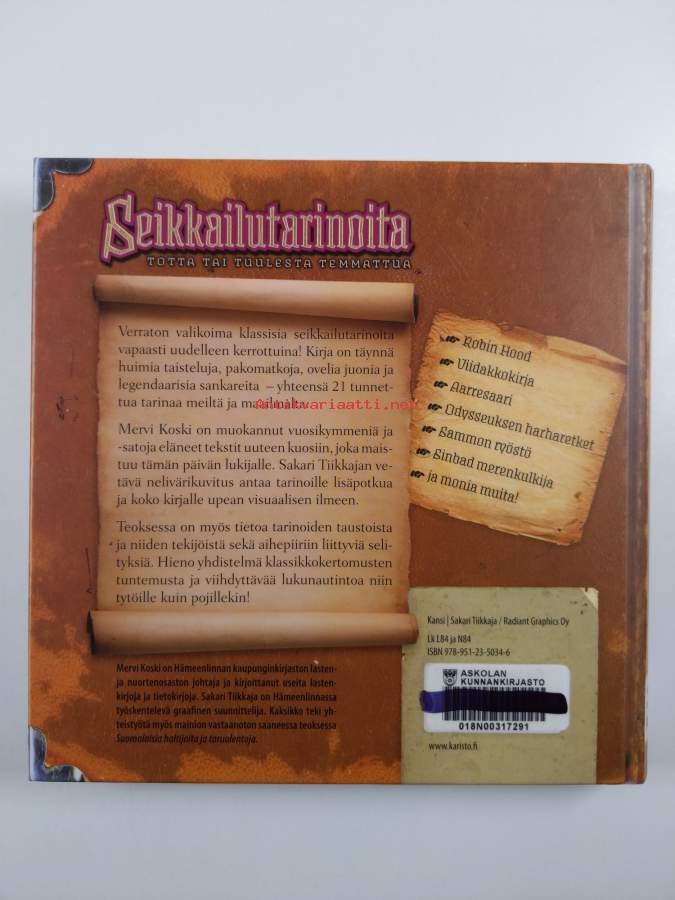 Seikkailutarinoita
TOTTA TAI TUULESTA TEMMATTUA
Verraton valikoima klassisia seikkailutarinoita
vapaasti uudelleen kerrottuina! Kirja on täynnä
huimia taisteluja, pakomatkoja, ovelia juonia ja
legendaarisia sankareita – yhteensä 21 tunnet-
tua tarinaa meiltä ja maailmalta.
Antikvariaatti.net
Mervi Koski on muokannut vuosikymmeniä ja
-satoja eläneet tekstit uuteen kuosiin, joka mais-
tuu tämän päivän lukijalle. Sakari Tiikkajan ve-
tävä nelivärikuvitus antaa tarinoille lisäpotkua
ja koko kirjalle upean visuaalisen ilmeen.
Teoksessa on myös tietoa tarinoiden taustoista
ja niiden tekijöistä sekä aihepiiriin liittyviä seli-
tyksiä. Hieno yhdistelmä klassikkokertomusten
tuntemusta ja viihdyttävää lukunautintoa niin
tytöille kuin pojillekin!
Mervi Koski on Hämeenlinnan kaupunginkirjaston lasten-
ja nuortenosaston johtaja ja kirjoittanut useita lasten-
kirjoja ja tietokirjoja. Sakari Tiikkaja on Hämeenlinnassa
työskentelevä graafinen suunnittelija. Kaksikko teki yh-
teistyötä myös mainion vastaanoton saaneessa teoksessa
Suomalaisia haltijoita ja taruolentoja.
Robin Hood
Viidakkokirja
Aarresaari
Odysseuksen harharetket
Sammon ryöstö
Sinbad merenkulkija
ja monia muita!
Kansi | Sakari Tiikkaja / Radiant Graphics Oy
Lk L84 ja N84
ISBN 978-951-23-5034-6
ASKOLAN
KUNNANKIRJASTO
018N00317291
www.karisto.fi